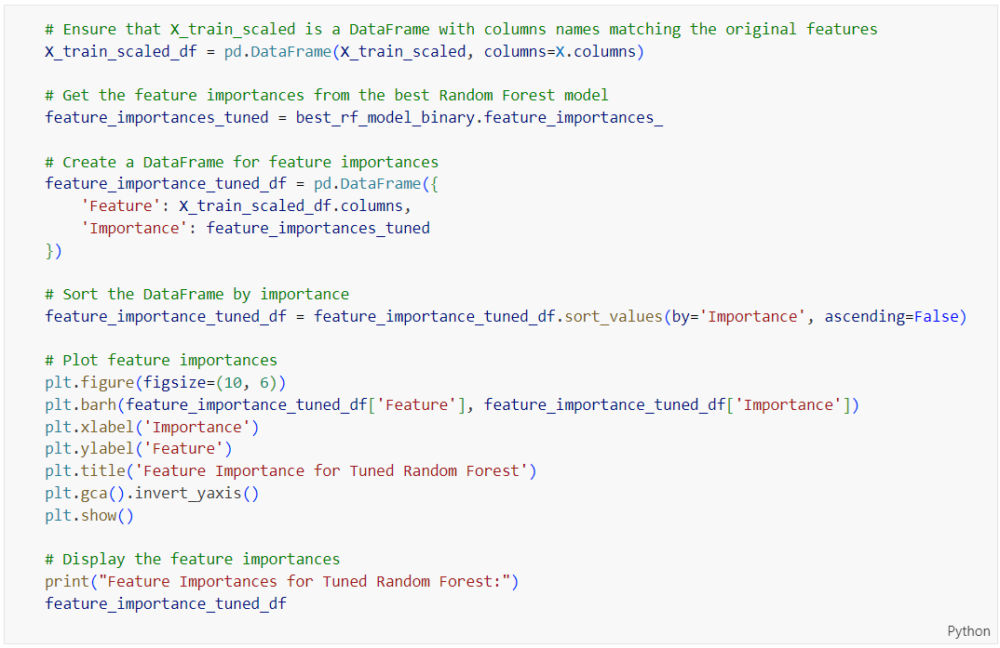 # Ensure that X_train_scaled is a DataFrame with columns names matching the original features
X_train_scaled_df = pd.DataFrame(X_train_scaled, columns=X.columns)

# Get the feature importances from the best Random Forest model
feature_importances_tuned = best_rf_model_binary.feature_importances_

# Create a DataFrame for feature importances
feature_importance_tuned_df = pd.DataFrame({
    'Feature': X_train_scaled_df.columns,
    'Importance': feature_importances_tuned
})

# Sort the DataFrame by importance
feature_importance_tuned_df = feature_importance_tuned_df.sort_values(by='Importance', ascending=False)

# Plot feature importances
plt.figure(figsize=(10, 6))
plt.barh(feature_importance_tuned_df['Feature'], feature_importance_tuned_df['Importance'])
plt.xlabel('Importance')
plt.ylabel('Feature')
plt.title('Feature Importance for Tuned Random Forest')
plt.gca().invert_yaxis()
plt.show()

# Display the feature importances
print("Feature Importances for Tuned Random Forest:")
feature_importance_tuned_df
Python